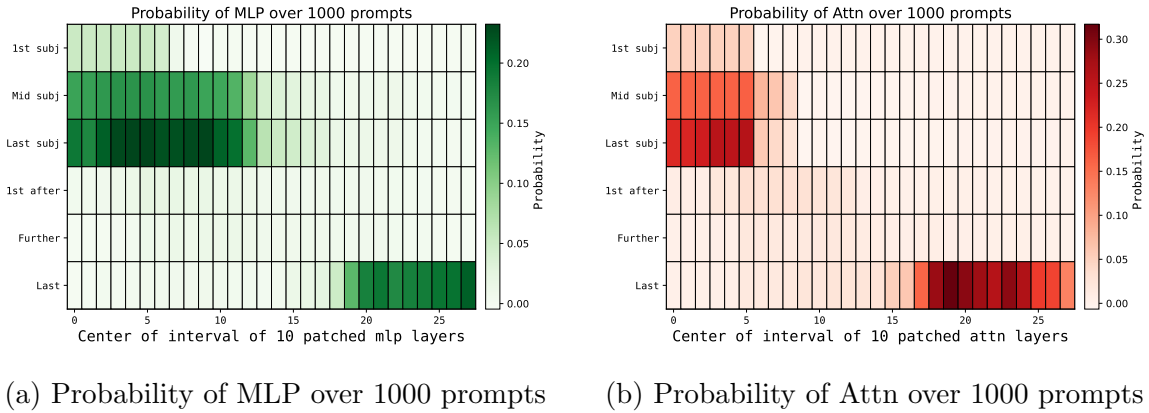 Probability of MLP over 1000 prompts
1st subj
Mid subj
Last subj
1st after
Further
Last
0 5 10 15 20 25
Center of interval of 10 patched mlp layers
0.20
0.15
0.10
0.05
0.00
Probability
Probability of Attn over 1000 prompts
1st subj
Mid subj
Last subj
1st after
Further
Last
0 5 10 15 20 25
Center of interval of 10 patched attn layers
0.30
0.25
0.20
0.15
0.10
0.05
0.00
Probability
(a) Probability of MLP over 1000 prompts
(b) Probability of Attn over 1000 prompts